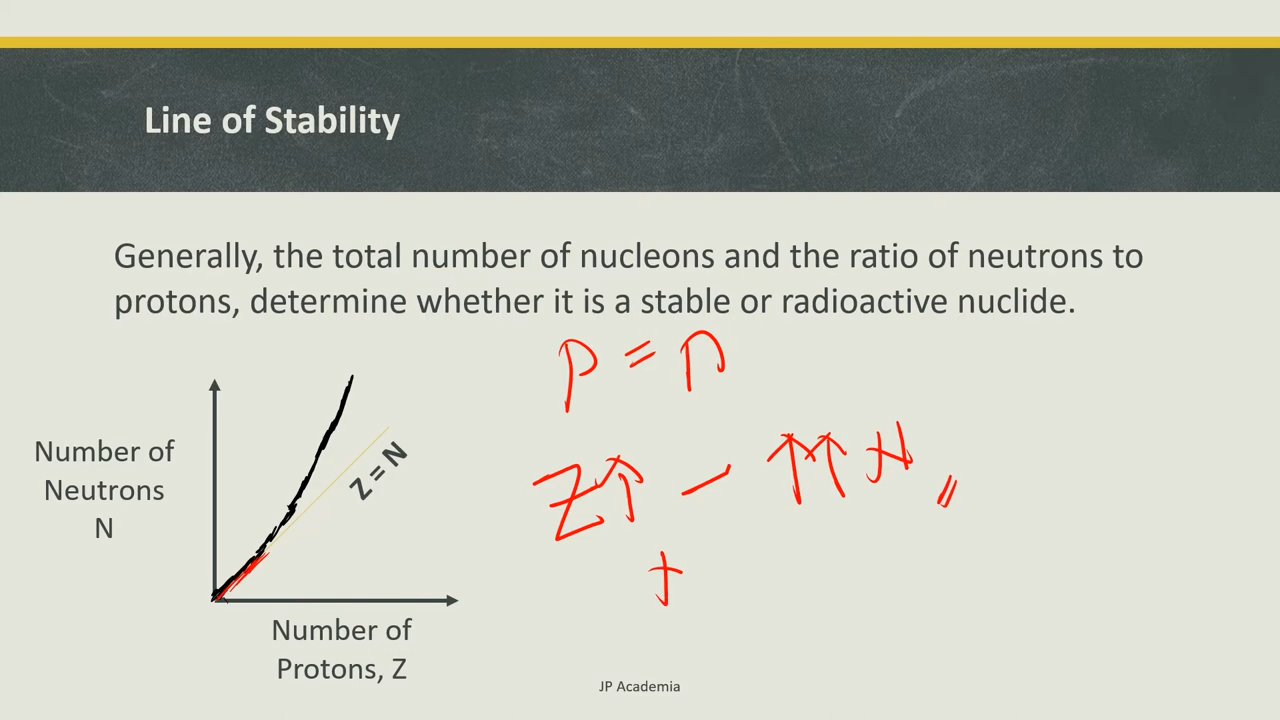 Line of Stability
Generally, the total number of nucleons and the ratio of neutrons to
protons, determine whether it is a stable or radioactive nuclide.
p = n
Z↑ - ↑↑ N
+
Number of
Neutrons
N
Z = N
Number of
Protons, Z
JP Academia